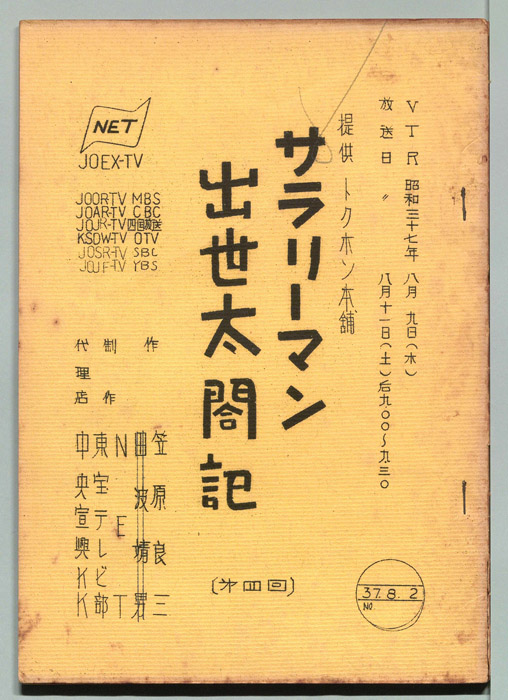 VTR 昭和三十七年 八月 九日(木)
放送日 〃 八月十一日(土)后九.〇〇〜九.三〇
提供 トクホン本舗
サラリーマン
出世太閤記
〔第四回〕
作 笠原良三
田波靖男
制作 NET
東宝テレビ部
代理店 中央宣興KK
NET
JOEX-TV
JOORTV MBS
JOAR-TV CBC
JOJR-TV 四国放送
KSDW-TV OTV
JOSR-TV SBC
JOJF-TV YBS
37.8.2
NO.